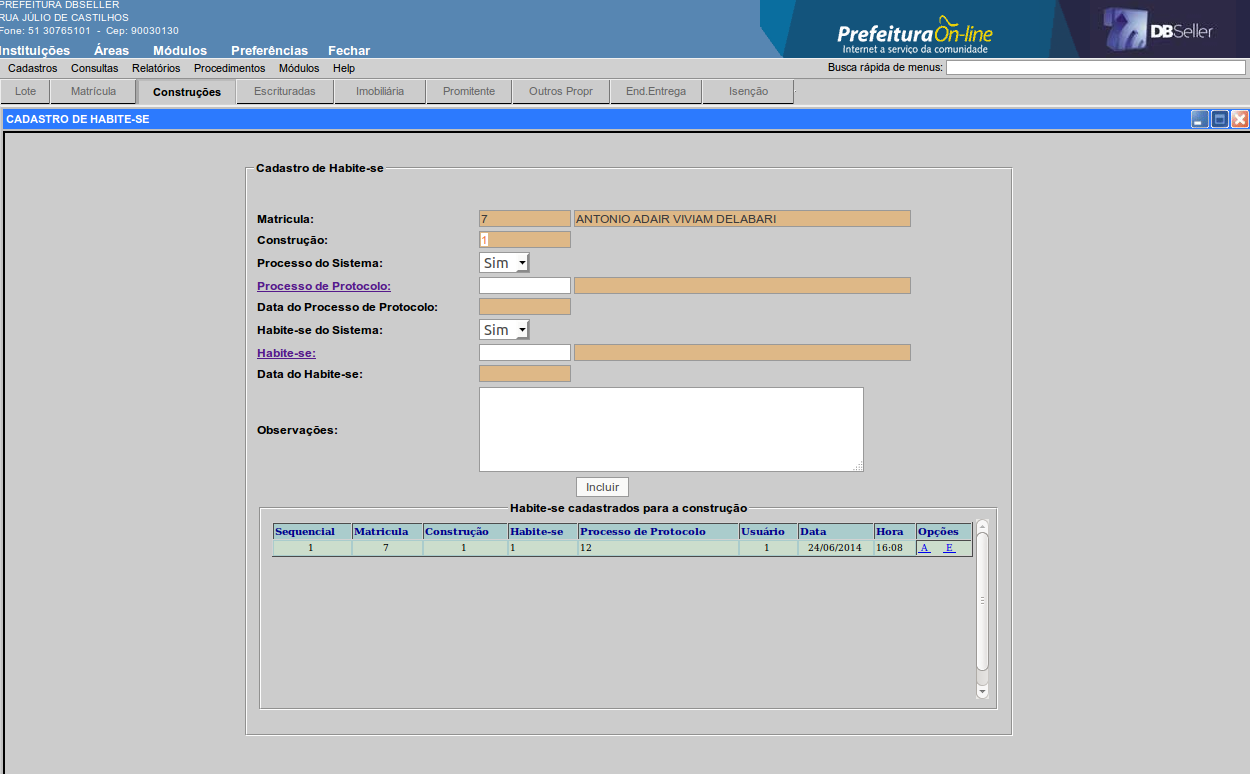 PREFEITURA DBSELLER
RUA JÚLIO DE CASTILHOS
Fone: 51 30765101 - Cep: 90030130
Instituições Áreas Módulos Preferências Fechar
Prefeitura On-line
Internet a serviço da comunidade
DBSeller
Cadastros Consultas Relatórios Procedimentos Módulos Help Busca rápida de menus:
Lote Matrícula Construções Escrituradas Imobiliária Promitente Outros Propr End.Entrega Isenção
CADASTRO DE HABITE-SE
Cadastro de Habite-se
Matricula: 7 ANTONIO ADAIR VIVIAM DELABARI
Construção: 1
Processo do Sistema: Sim
Processo de Protocolo:
Data do Processo de Protocolo:
Habite-se do Sistema: Sim
Habite-se:
Data do Habite-se:
Observações:
Incluir
Habite-se cadastrados para a construção
Sequencial Matricula Construção Habite-se Processo de Protocolo Usuário Data Hora Opções
1 7 1 1 12 1 24/06/2014 16:08 A E